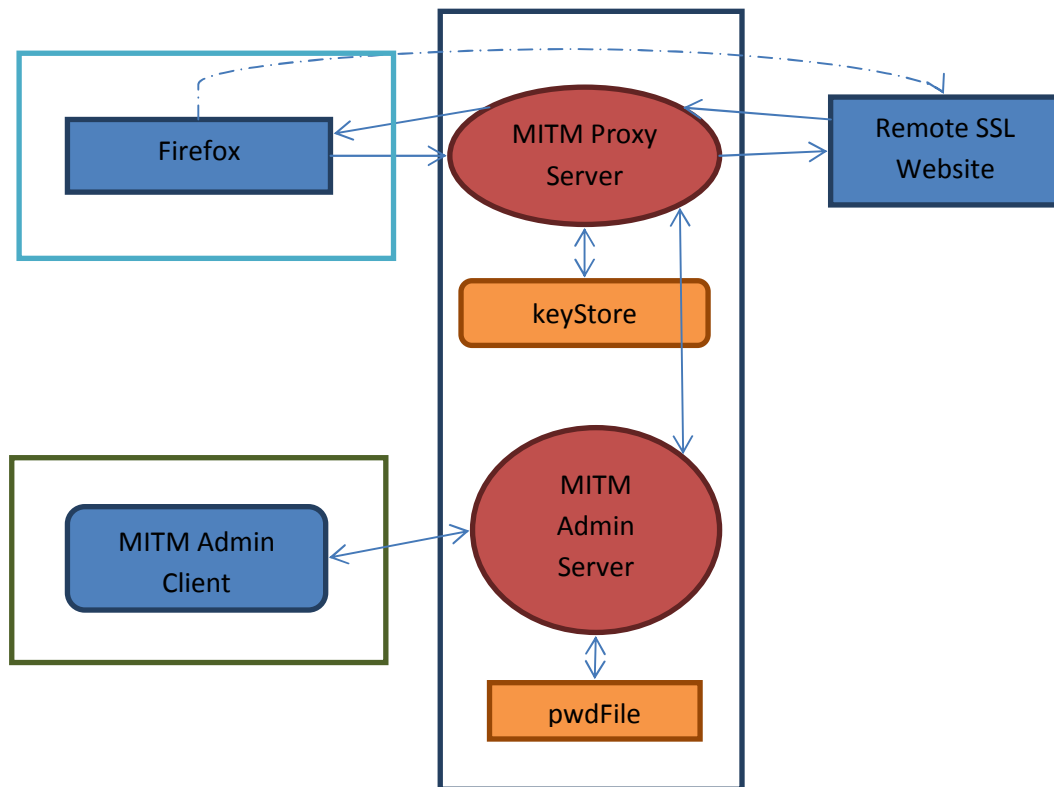 Firefox
MITM Proxy
Server
Remote SSL
Website
keyStore
MITM Admin
Client
MITM
Admin
Server
pwdFile